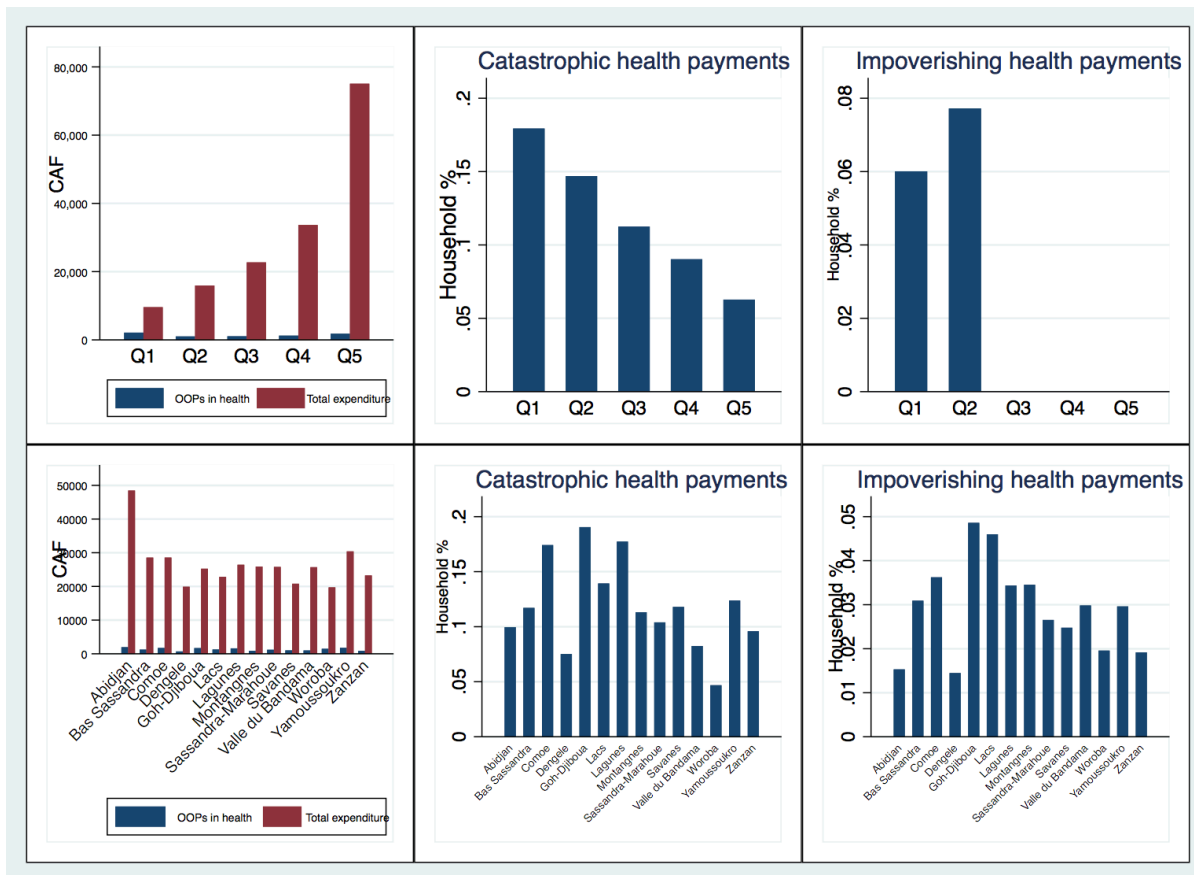 80,000
60,000
40,000
20,000
0
CAF
Q1 Q2 Q3 Q4 Q5
OOPs in health Total expenditure
Catastrophic health payments
.2
.15
.1
.05
0
Household %
Q1 Q2 Q3 Q4 Q5
Impoverishing health payments
.08
.06
.04
.02
0
Household %
Q1 Q2 Q3 Q4 Q5
50000
40000
30000
20000
10000
0
CAF
Abidjan
Bas Sassandra
Comoe
Dengele
Goh-Djiboua
Lacs
Lagunes
Montangnes
Sassandra-Marahoue
Savanes
Valle du Bandama
Woroba
Yamoussoukro
Zanzan
OOPs in health Total expenditure
Catastrophic health payments
.2
.15
.1
.05
0
Household %
Abidjan
Bas Sassandra
Comoe
Dengele
Goh-Djiboua
Lacs
Lagunes
Montangnes
Sassandra-Marahoue
Savanes
Valle du Bandama
Woroba
Yamoussoukro
Zanzan
Impoverishing health payments
.05
.04
.03
.02
.01
0
Household %
Abidjan
Bas Sassandra
Comoe
Dengele
Goh-Djiboua
Lacs
Lagunes
Montangnes
Sassandra-Marahoue
Savanes
Valle du Bandama
Woroba
Yamoussoukro
Zanzan